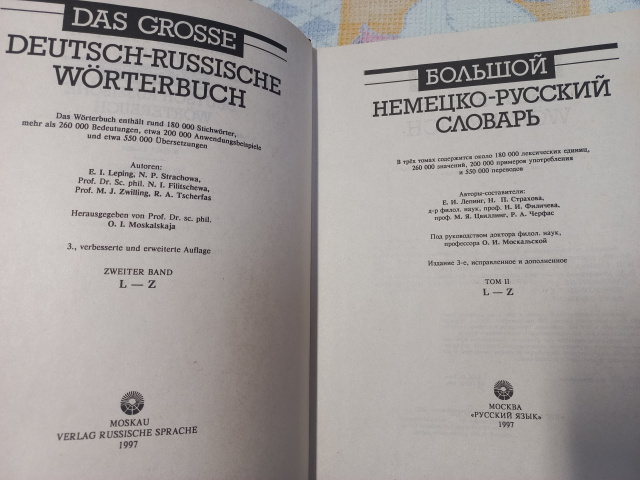 DAS GROSSE
DEUTSCH-RUSSISCHE
WÖRTERBUCH
Das Wörterbuch enthält rund 180 000 Stichwörter,
mehr als 260 000 Bedeutungen, etwa 200 000 Anwendungsbeispiele
und etwa 550 000 Übersetzungen
Autoren:
E. I. Leping, N. P. Strachowa,
Prof. Dr. Sc. phil. N. I. Filitschewa,
Prof. M. J. Zwilling, R. A. Tscherfas
Herausgegeben von Prof. Dr. sc. phil.
O. I. Moskalskaja
3., verbesserte und erweiterte Auflage
ZWEITER BAND
L — Z
MOSKAU
VERLAG RUSSISCHE SPRACHE
1997
БОЛЬШОЙ
НЕМЕЦКО-РУССКИЙ
СЛОВАРЬ
В трёх томах содержится около 180 000 лексических единиц,
260 000 значений, 200 000 примеров употребления
и 550 000 переводов
Авторы-составители:
Е. И. Лепинг, Н. П. Страхова,
д-р филол. наук, проф. Н. И. Филичева,
проф. М. Я. Цвиллинг, Р. А. Черфас
Под руководством доктора филол. наук,
профессора О. И. Москальской
Издание 3-е, исправленное и дополненное
ТОМ II
L — Z
МОСКВА
«РУССКИЙ ЯЗЫК»
1997